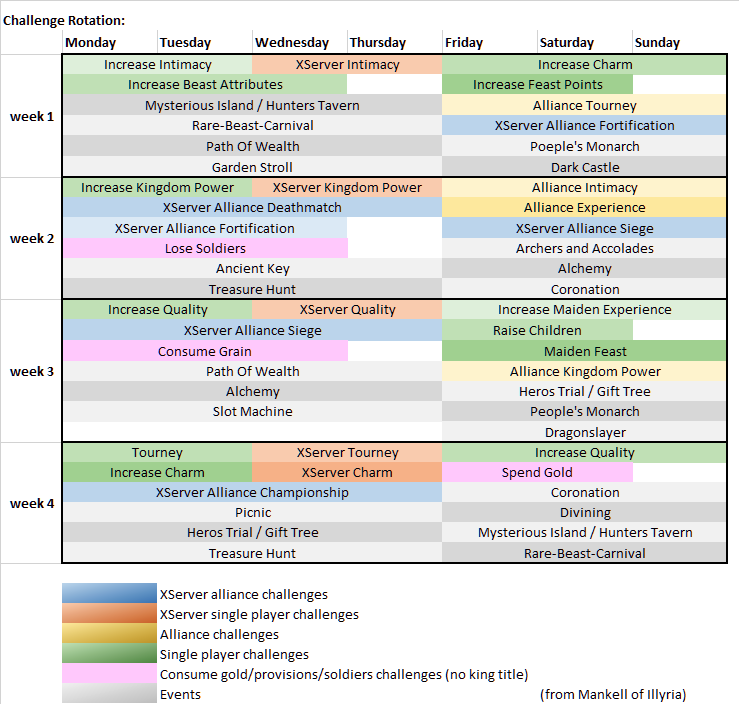 Challenge Rotation:
Monday Tuesday Wednesday Thursday Friday Saturday Sunday
Increase Intimacy XServer Intimacy Increase Charm
Increase Beast Attributes Increase Feast Points
Mysterious Island / Hunters Tavern Alliance Tourney
week 1 Rare-Beast-Carnival XServer Alliance Fortification
Path Of Wealth Poeple's Monarch
Garden Stroll Dark Castle
Increase Kingdom Power XServer Kingdom Power Alliance Intimacy
XServer Alliance Deathmatch Alliance Experience
XServer Alliance Fortification XServer Alliance Siege
week 2 Lose Soldiers Archers and Accolades
Ancient Key Alchemy
Treasure Hunt Coronation
Increase Quality XServer Quality Increase Maiden Experience
XServer Alliance Siege Raise Children
Consume Grain Maiden Feast
week 3 Path Of Wealth Alliance Kingdom Power
Alchemy Heros Trial / Gift Tree
Slot Machine People's Monarch
Dragonslayer
Tourney XServer Tourney Increase Quality
Increase Charm XServer Charm Spend Gold
XServer Alliance Championship Coronation
week 4 Picnic Divining
Heros Trial / Gift Tree Mysterious Island / Hunters Tavern
Treasure Hunt Rare-Beast-Carnival
XServer alliance challenges
XServer single player challenges
Alliance challenges
Single player challenges
Consume gold/provisions/soldiers challenges (no king title)
Events (from Mankell of Illyria)